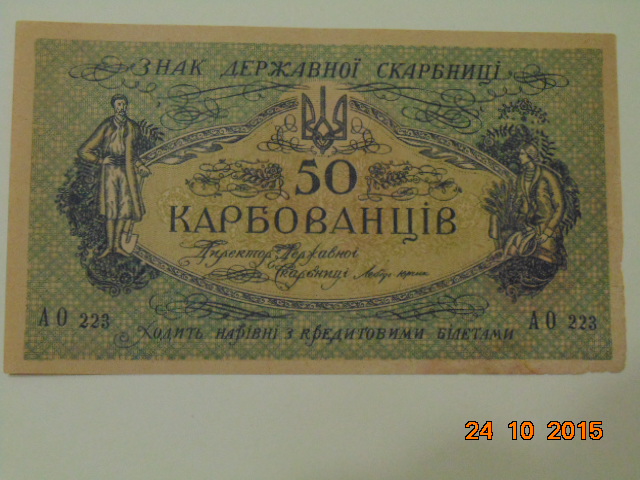 ЗНАК ДЕРЖАВНОЇ СКАРБНИЦІ
50
КАРБОВАНЦІВ
Директор Державної
Скарбниці
АО 223
АО 223
Ходить нарівні з кредитовими білетами
24 10 2015